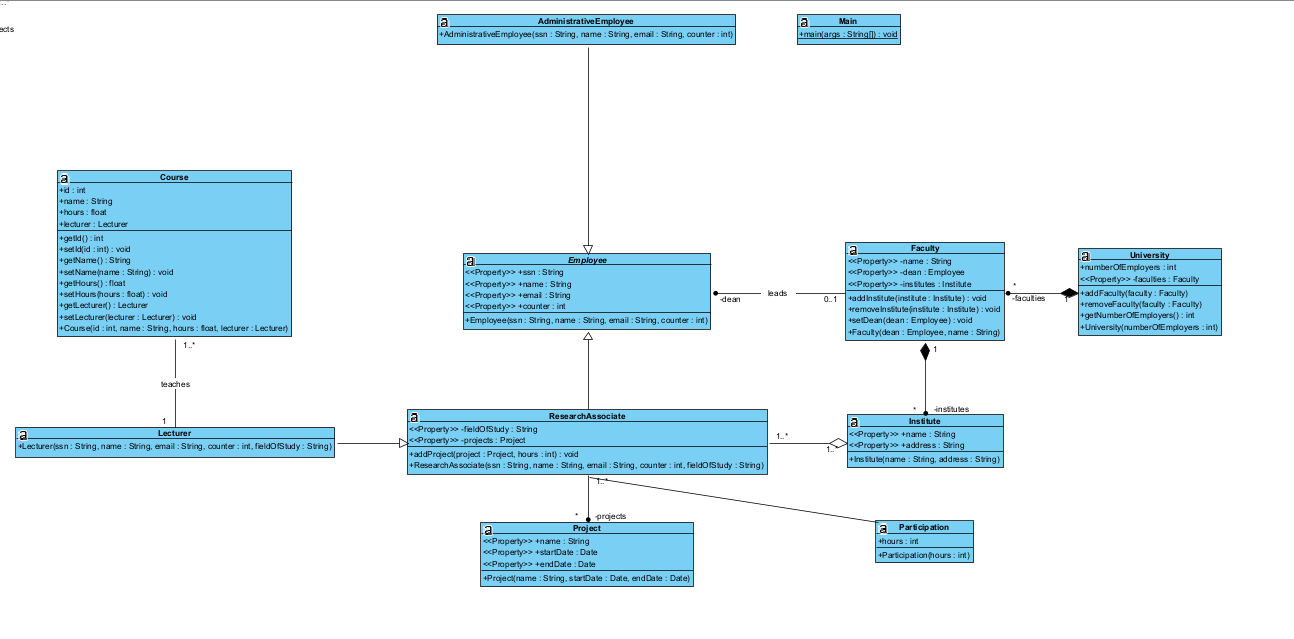 ects
AdministrativeEmployee
+AdministrativeEmployee(ssn : String, name : String, email : String, counter : int)
Main
+main(args : String[]) : void
Course
+id : int
+name : String
+hours : float
+lecturer : Lecturer
+getId() : int
+setId(id : int) : void
+getName() : String
+setName(name : String) : void
+getHours() : float
+setHours(hours : float) : void
+getLecturer() : Lecturer
+setLecturer(lecturer : Lecturer) : void
+Course(id : int, name : String, hours : float, lecturer : Lecturer)
1..*
teaches
1
Lecturer
+Lecturer(ssn : String, name : String, email : String, counter : int, fieldOfStudy : String)
Employee
<<Property>> +ssn : String
<<Property>> +name : String
<<Property>> +email : String
<<Property>> +counter : int
+Employee(ssn : String, name : String, email : String, counter : int)
-dean
leads
0..1
Faculty
<<Property>> -name : String
<<Property>> -dean : Employee
<<Property>> -institutes : Institute
+addInstitute(institute : Institute) : void
+removeInstitute(institute : Institute) : void
+setDean(dean : Employee) : void
+Faculty(dean : Employee, name : String)
*
-faculties
1
University
+numberOfEmployers : int
<<Property>> -faculties : Faculty
+addFaculty(faculty : Faculty)
+removeFaculty(faculty : Faculty)
+getNumberOfEmployers() : int
+University(numberOfEmployers : int)
1
* -institutes
ResearchAssociate
<<Property>> -fieldOfStudy : String
<<Property>> -projects : Project
+addProject(project : Project, hours : int) : void
+ResearchAssociate(ssn : String, name : String, email : String, counter : int, fieldOfStudy : String)
1..*
1..*
Institute
<<Property>> +name : String
<<Property>> +address : String
+Institute(name : String, address : String)
1..*
* -projects
Project
<<Property>> +name : String
<<Property>> +startDate : Date
<<Property>> +endDate : Date
+Project(name : String, startDate : Date, endDate : Date)
Participation
+hours : int
+Participation(hours : int)